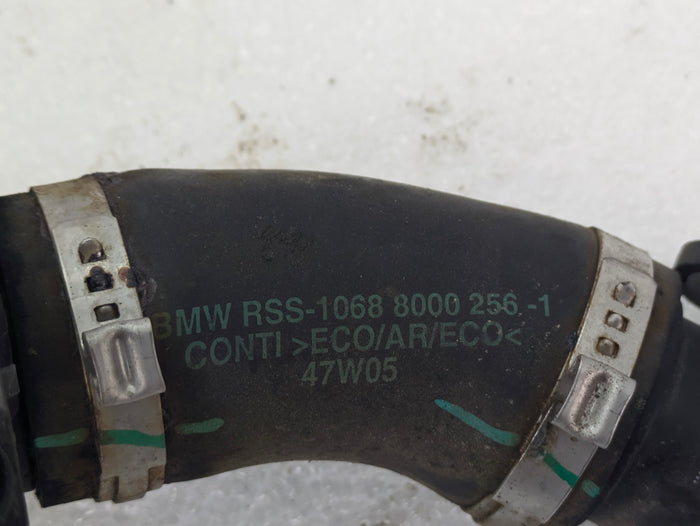 BMW RSS-1068 8000 256 -1
CONTI >ECO/AR/ECO<
47W05